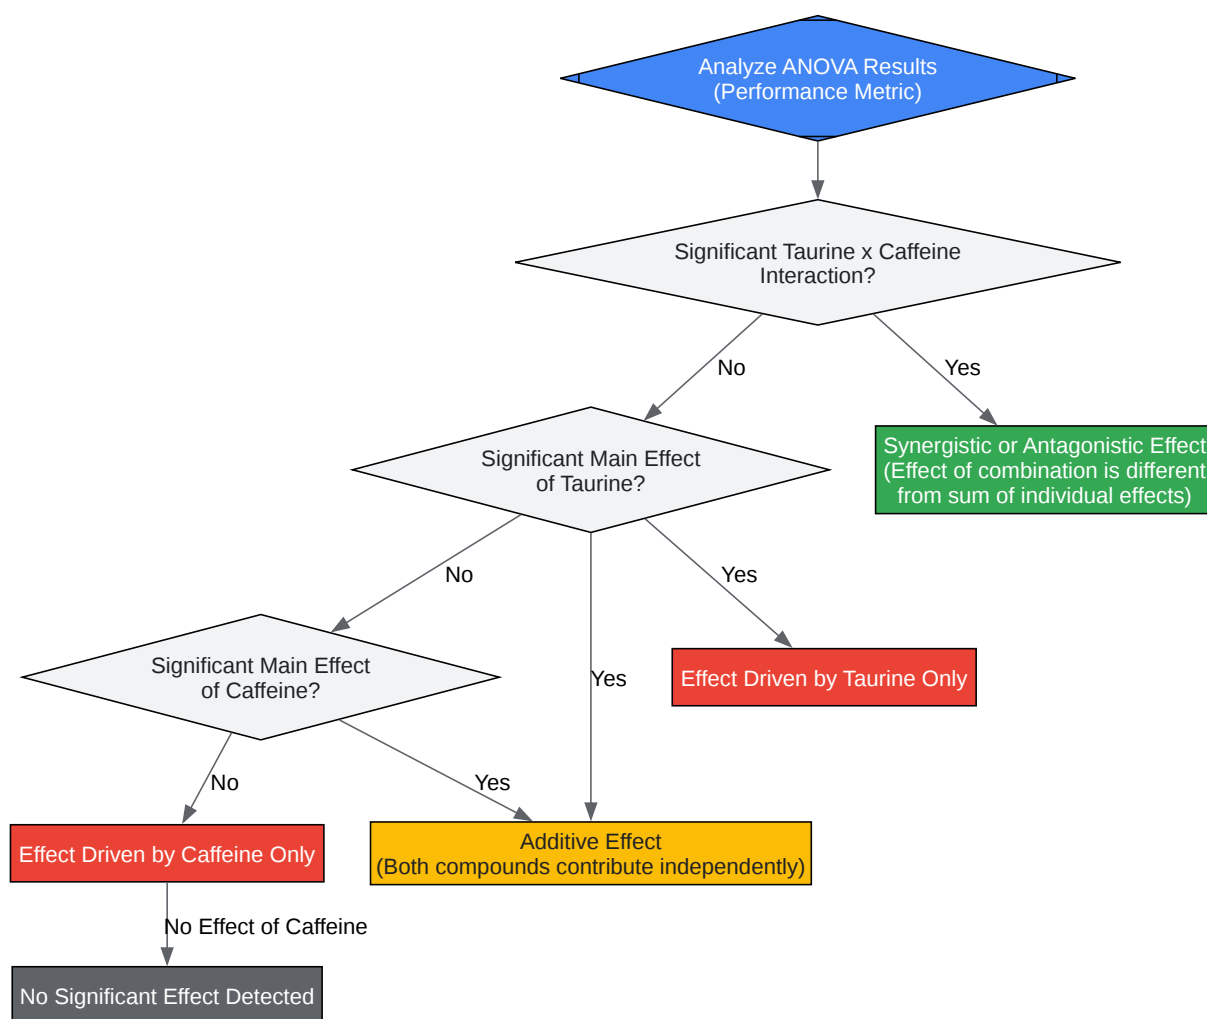 Analyze ANOVA Results
(Performance Metric)
Significant Taurine x Caffeine
Interaction?
No
Yes
Significant Main Effect
of Taurine?
Synergistic or Antagonistic Effect
(Effect of combination is different
from sum of individual effects)
No
Yes
Yes
Significant Main Effect
of Caffeine?
Effect Driven by Taurine Only
No
Yes
Effect Driven by Caffeine Only
Additive Effect
(Both compounds contribute independently)
No Effect of Caffeine
No Significant Effect Detected